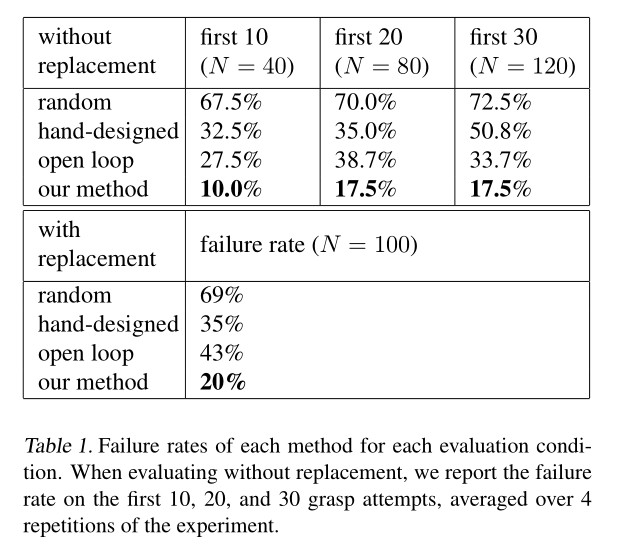 without replacement | first 10 (N = 40) | first 20 (N = 80) | first 30 (N = 120)
random 67.5% 70.0% 72.5%
hand-designed 32.5% 35.0% 50.8%
open loop 27.5% 38.7% 33.7%
our method 10.0% 17.5% 17.5%
with replacement | failure rate (N = 100)
random 69%
hand-designed 35%
open loop 43%
our method 20%
Table 1. Failure rates of each method for each evaluation condi-
tion. When evaluating without replacement, we report the failure
rate on the first 10, 20, and 30 grasp attempts, averaged over 4
repetitions of the experiment.